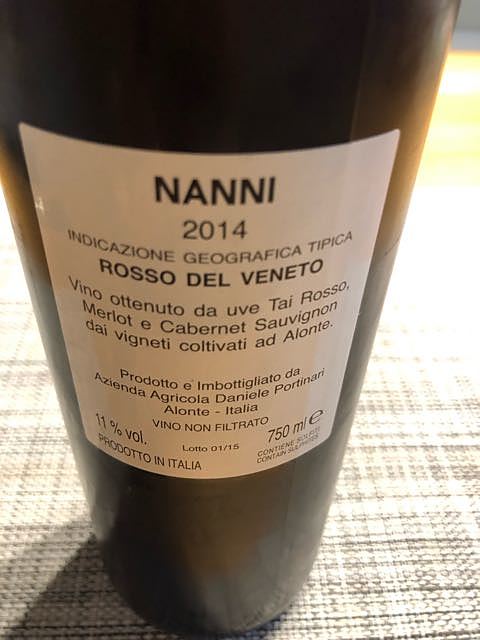 NANNI
2014
INDICAZIONE GEOGRAFICA TIPICA
ROSSO DEL VENETO
Vino ottenuto da uve Tai Rosso,
Merlot e Cabernet Sauvignon
dai vigneti coltivati ad Alonte.
Prodotto e Imbottigliato da
Azienda Agricola Daniele Portinari
Alonte - Italia
VINO NON FILTRATO
11 % vol.
750 ml ℮
Lotto 01/15
PRODOTTO IN ITALIA
CONTIENE SOLFITI
CONTAIN SULPHITES